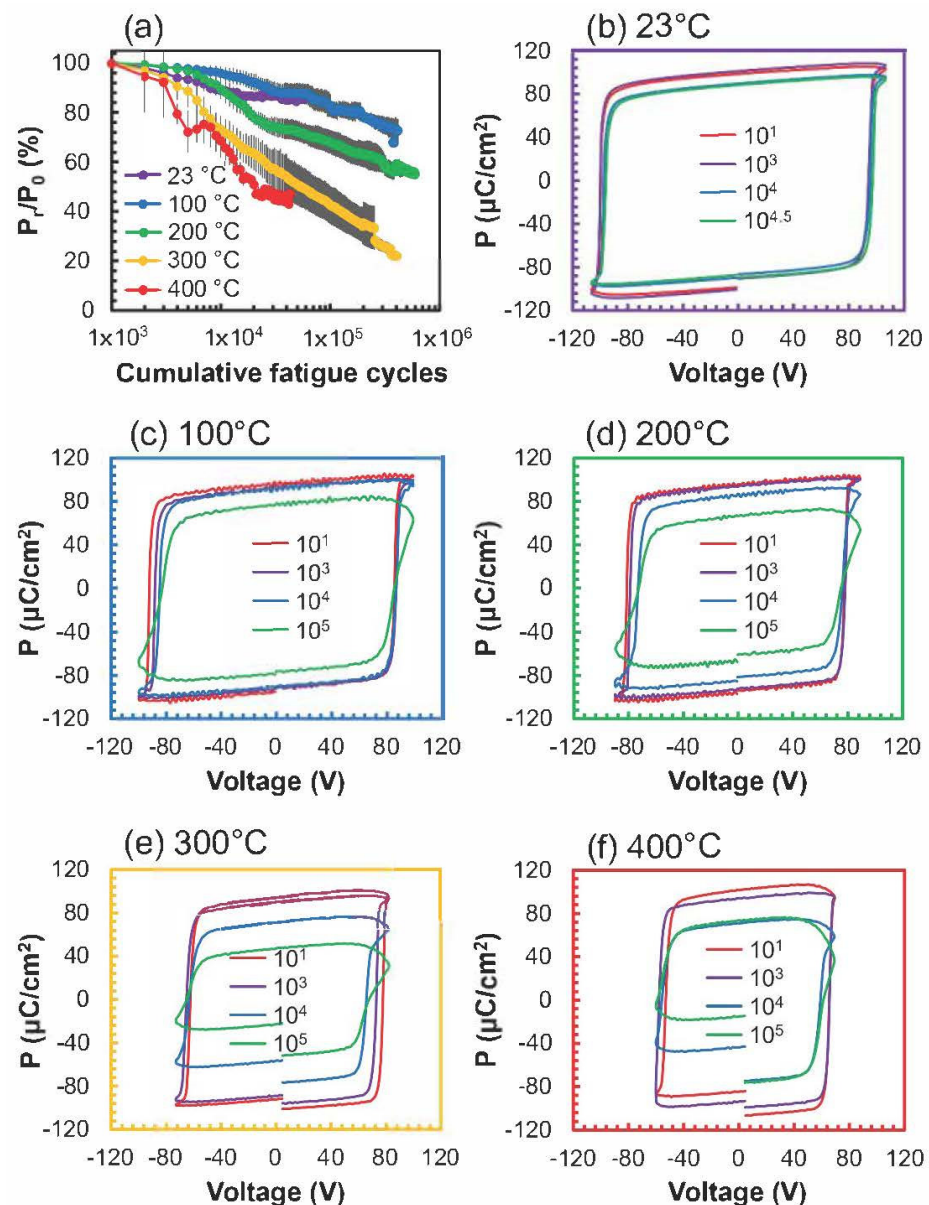 (a)
100
80
60
40
20
0
Pr/P0 (%)
23 °C
100 °C
200 °C
300 °C
400 °C
1x10³ 1x10⁴ 1x10⁵ 1x10⁶
Cumulative fatigue cycles
(b) 23°C
120
80
40
0
-40
-80
-120
P (µC/cm²)
10¹
10³
10⁴
10⁴·⁵
-120 -80 -40 0 40 80 120
Voltage (V)
(c) 100°C
120
80
40
0
-40
-80
-120
P (µC/cm²)
10¹
10³
10⁴
10⁵
-120 -80 -40 0 40 80 120
Voltage (V)
(d) 200°C
120
80
40
0
-40
-80
-120
P (µC/cm²)
10¹
10³
10⁴
10⁵
-120 -80 -40 0 40 80 120
Voltage (V)
(e) 300°C
120
80
40
0
-40
-80
-120
P (µC/cm²)
10¹
10³
10⁴
10⁵
-120 -80 -40 0 40 80 120
Voltage (V)
(f) 400°C
120
80
40
0
-40
-80
-120
P (µC/cm²)
10¹
10³
10⁴
10⁵
-120 -80 -40 0 40 80 120
Voltage (V)